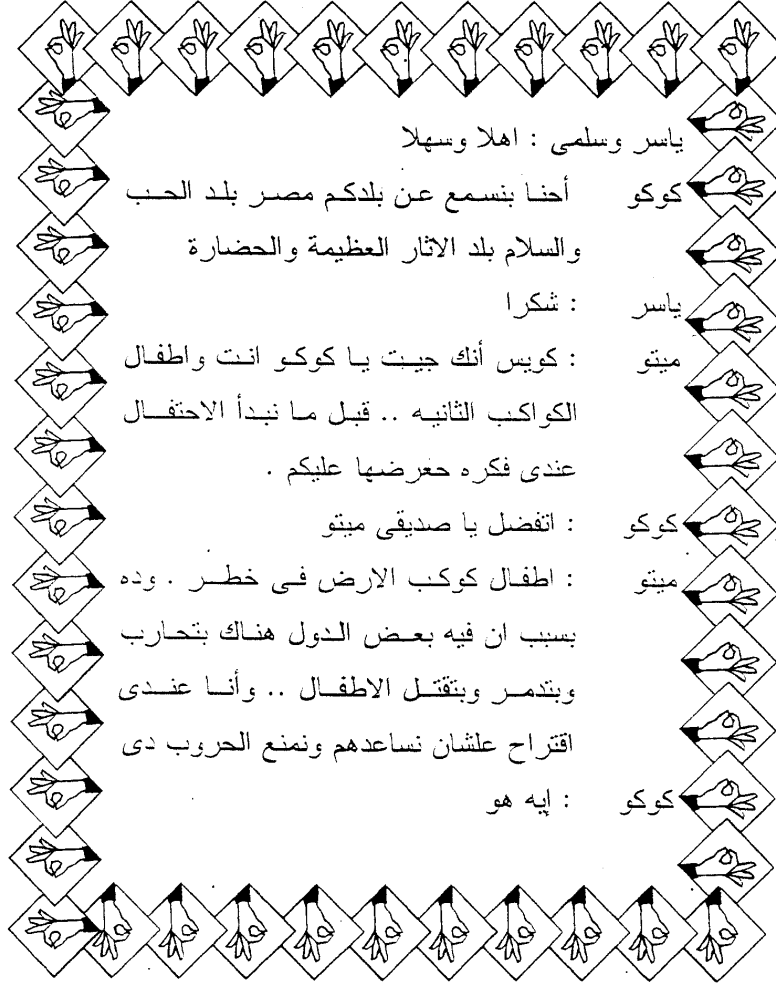 ياسر وسلمى : اهلا وسهلا
كوكو أحنا بنسمع عن بلدكم مصر بلد الحب
والسلام بلد الاثار العظيمة والحضارة
ياسر : شكرا
ميتو : كويس أنك جيت يا كوكو انت واطفال
الكواكب الثانيه .. قبل ما نبدأ الاحتفال
عندى فكره حعرضها عليكم .
كوكو : اتفضل يا صديقى ميتو
ميتو : اطفال كوكب الارض فى خطر . وده
بسبب ان فيه بعض الدول هناك بتحارب
وبتدمر وبتقتل الاطفال .. وأنا عندى
اقتراح علشان نساعدهم ونمنع الحروب دى
كوكو : إيه هو